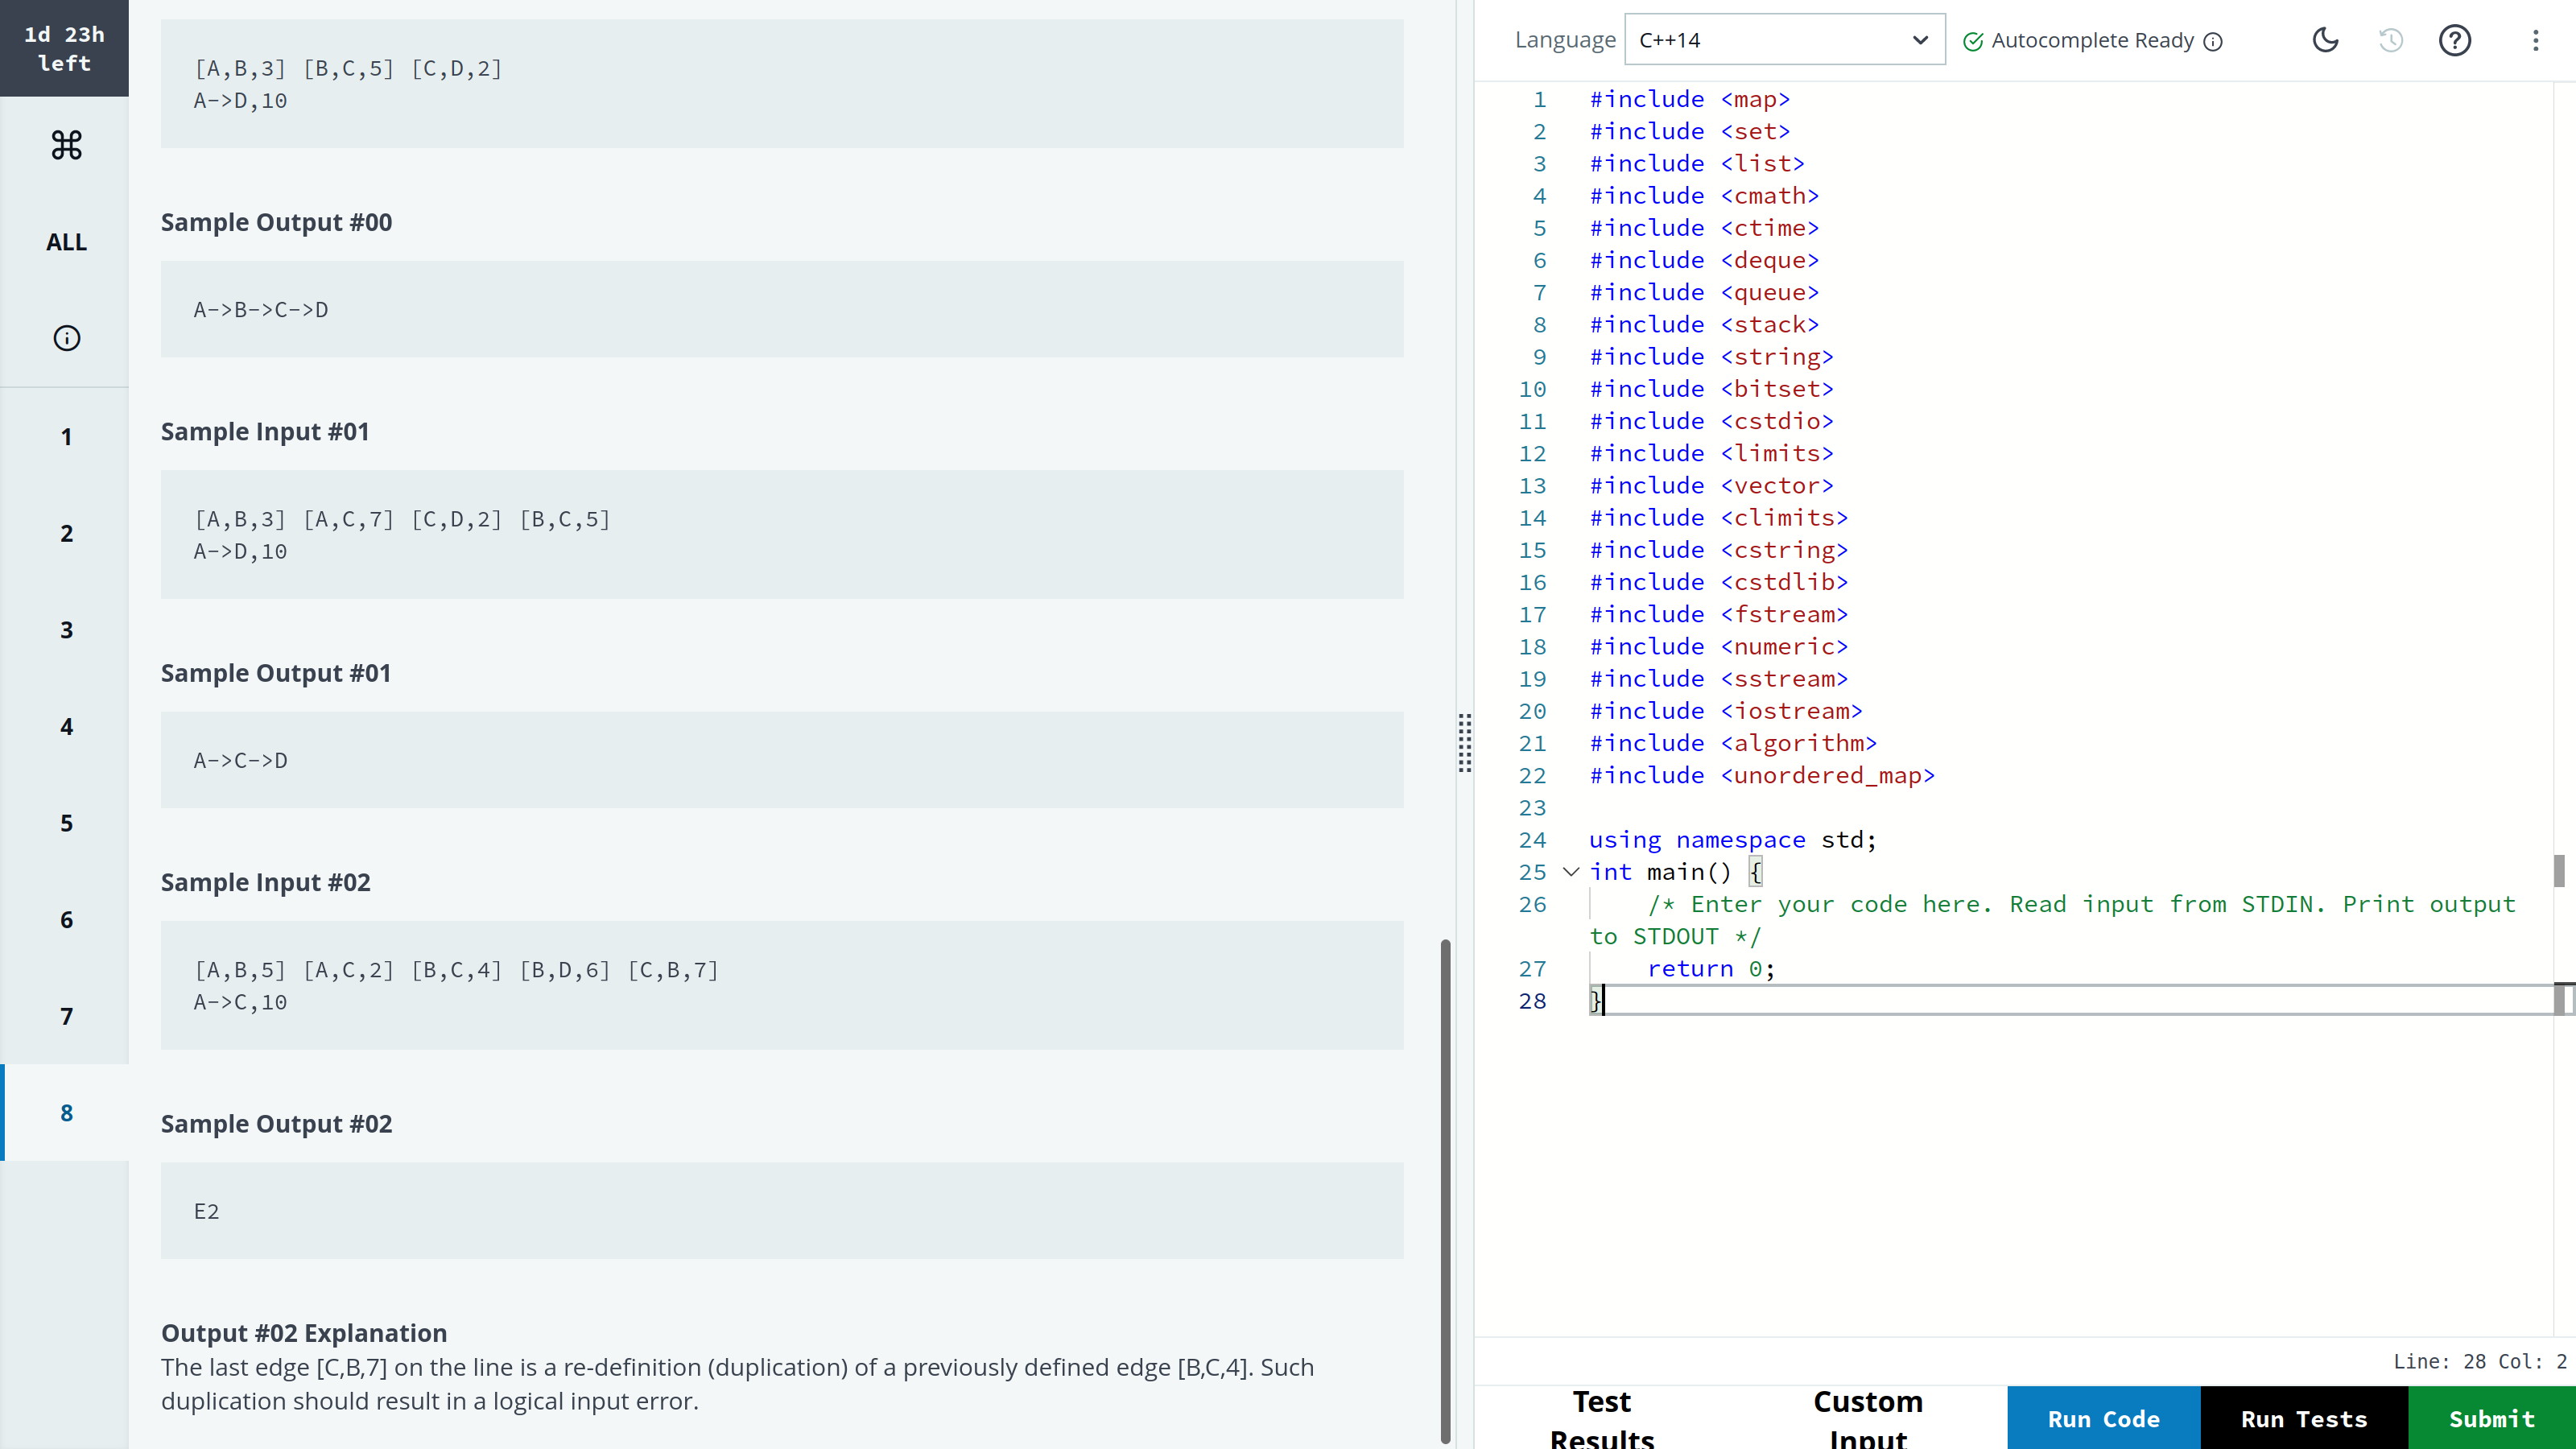 1d 23h
left
ALL
1
2
3
4
5
6
7
8
[A,B,3] [B,C,5] [C,D,2]
A->D,10
Sample Output #00
A->B->C->D
Sample Input #01
[A,B,3] [A,C,7] [C,D,2] [B,C,5]
A->D,10
Sample Output #01
A->C->D
Sample Input #02
[A,B,5] [A,C,2] [B,C,4] [B,D,6] [C,B,7]
A->C,10
Sample Output #02
E2
Output #02 Explanation
The last edge [C,B,7] on the line is a re-definition (duplication) of a previously defined edge [B,C,4]. Such
duplication should result in a logical input error.
Language C++14 Autocomplete Ready
1 #include <map>
2 #include <set>
3 #include <list>
4 #include <cmath>
5 #include <ctime>
6 #include <deque>
7 #include <queue>
8 #include <stack>
9 #include <string>
10 #include <bitset>
11 #include <cstdio>
12 #include <limits>
13 #include <vector>
14 #include <climits>
15 #include <cstring>
16 #include <cstdlib>
17 #include <fstream>
18 #include <numeric>
19 #include <sstream>
20 #include <iostream>
21 #include <algorithm>
22 #include <unordered_map>
23
24 using namespace std;
25 int main() {
26 /* Enter your code here. Read input from STDIN. Print output
to STDOUT */
27 return 0;
28 }
Line: 28 Col: 2
Test
Results
Custom
Input
Run Code
Run Tests
Submit